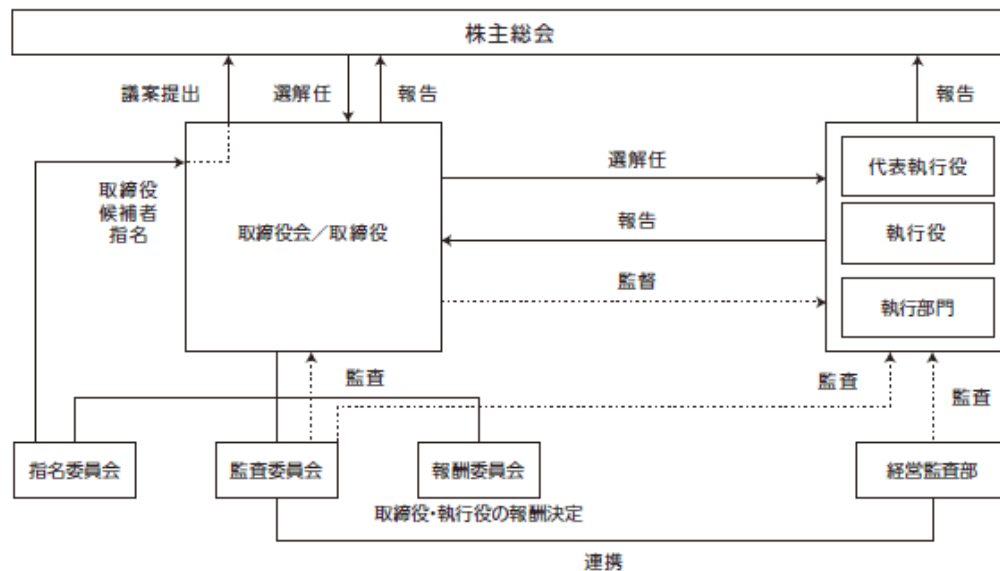 株主総会
議案提出
選解任
報告
報告
取締役
候補者
指名
取締役会／取締役
選解任
報告
監督
代表執行役
執行役
執行部門
監査
監査
監査
指名委員会
監査委員会
報酬委員会
経営監査部
取締役・執行役の報酬決定
連携